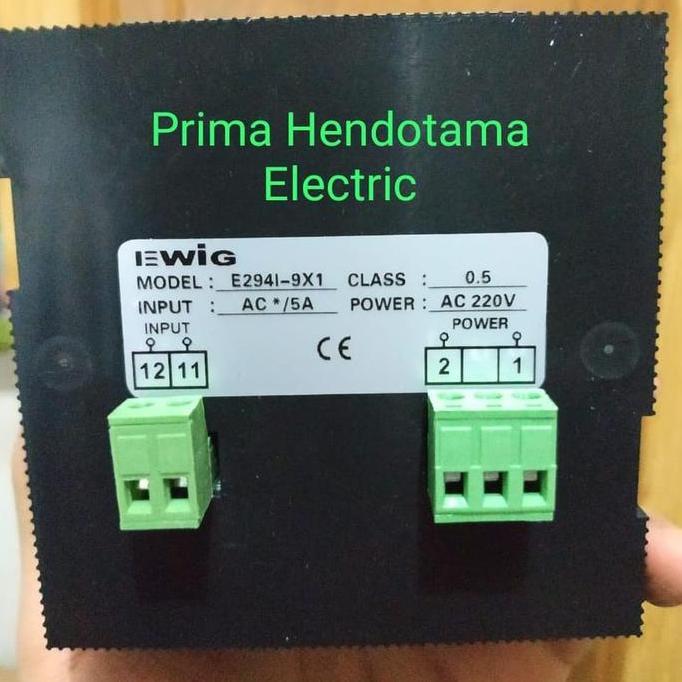 Prima Hendotama
Electric
EWiG
MODEL : E294I-9X1 CLASS : 0.5
INPUT : AC */5A POWER : AC 220V
INPUT POWER
CE
12 11 2 1